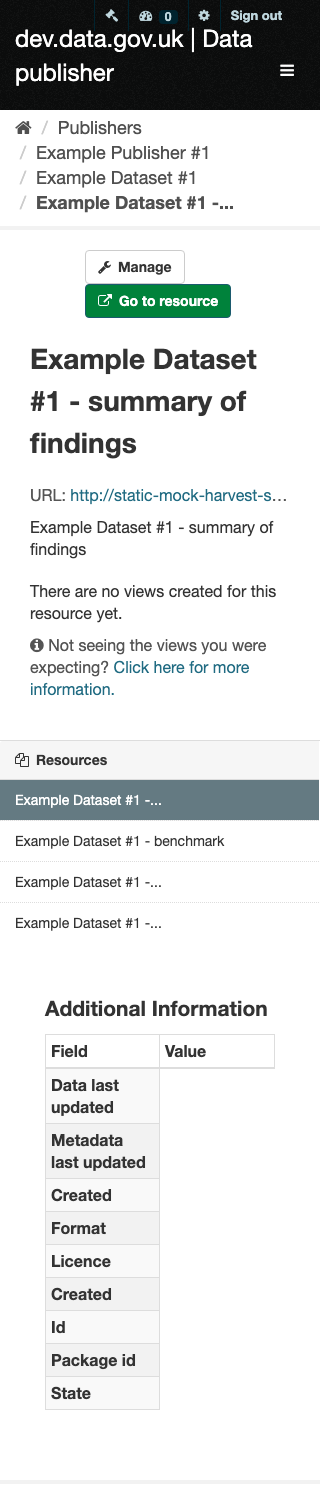 0 Sign out
dev.data.gov.uk | Data
publisher
/ Publishers
/ Example Publisher #1
/ Example Dataset #1
/ Example Dataset #1 -...
Manage
Go to resource
Example Dataset
#1 - summary of
findings
URL: http://static-mock-harvest-s...
Example Dataset #1 - summary of
findings
There are no views created for this
resource yet.
Not seeing the views you were
expecting? Click here for more
information.
Resources
Example Dataset #1 -...
Example Dataset #1 - benchmark
Example Dataset #1 -...
Example Dataset #1 -...
Additional Information
Field Value
Data last
updated
Metadata
last updated
Created
Format
Licence
Created
Id
Package id
State